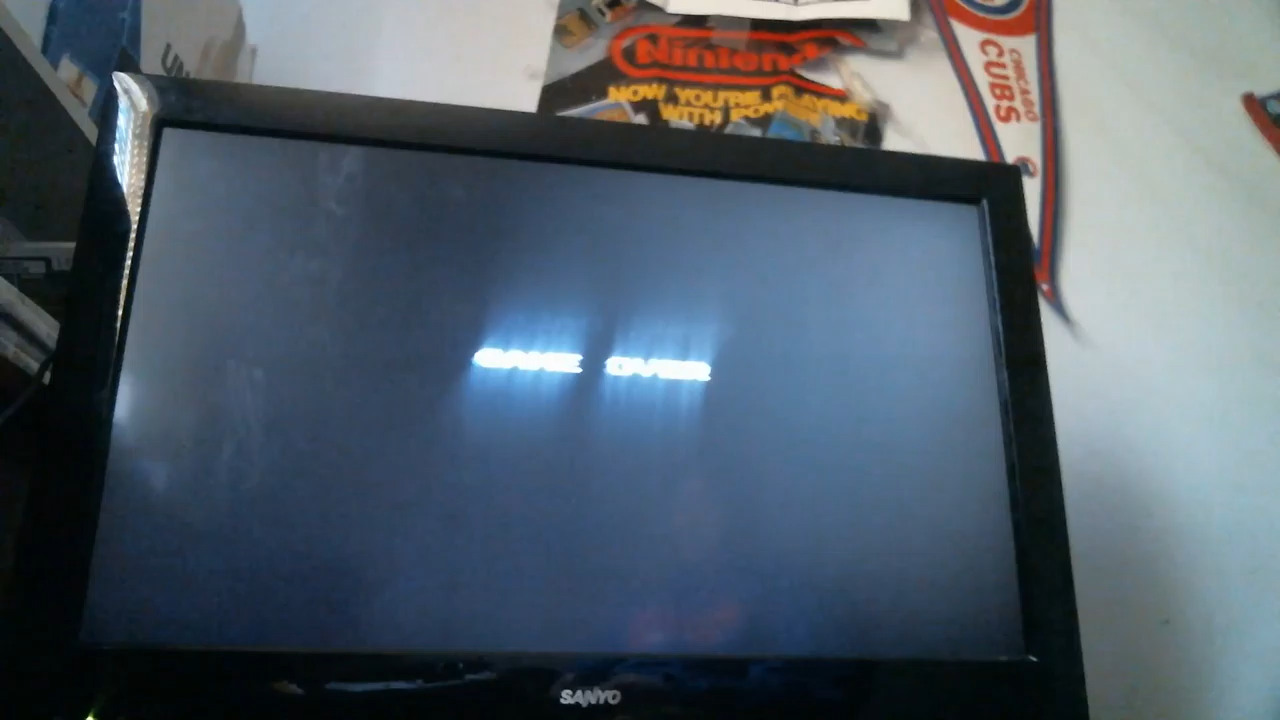 Nintendo
NOW YOU'RE PLAYING
WITH POWER
CHICAGO
CUBS
GAME OVER
SANYO